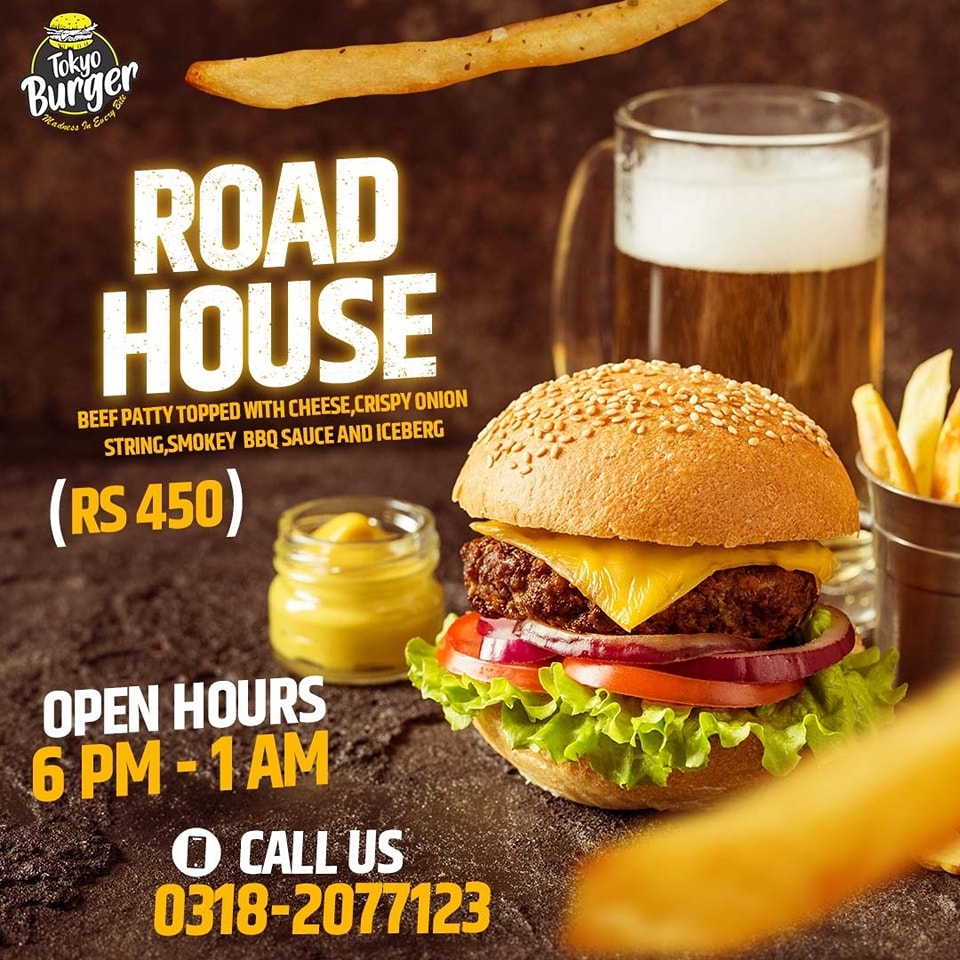 Tokyo
Burger
Madness In Every Bite
ROAD
HOUSE
BEEF PATTY TOPPED WITH CHEESE,CRISPY ONION
STRING,SMOKEY BBQ SAUCE AND ICEBERG
(RS 450)
OPEN HOURS
6 PM - 1 AM
CALL US
0318-2077123